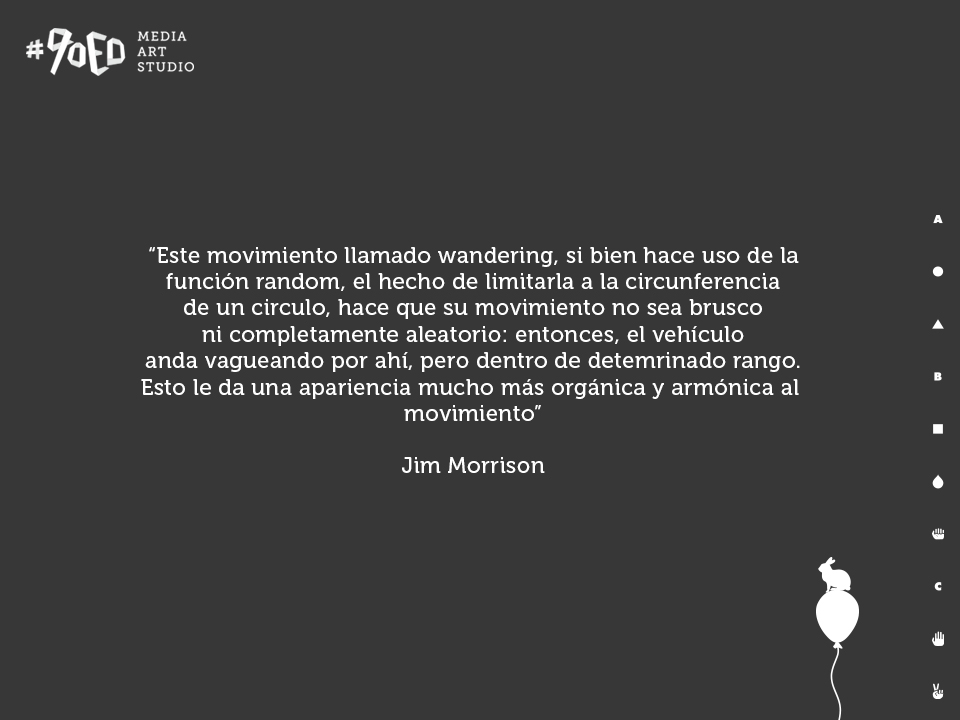 #90ED
MEDIA
ART
STUDIO
“Este movimiento llamado wandering, si bien hace uso de la
función random, el hecho de limitarla a la circunferencia
de un circulo, hace que su movimiento no sea brusco
ni completamente aleatorio: entonces, el vehículo
anda vagueando por ahí, pero dentro de detemrinado rango.
Esto le da una apariencia mucho más orgánica y armónica al
movimiento”
Jim Morrison
A
B
C